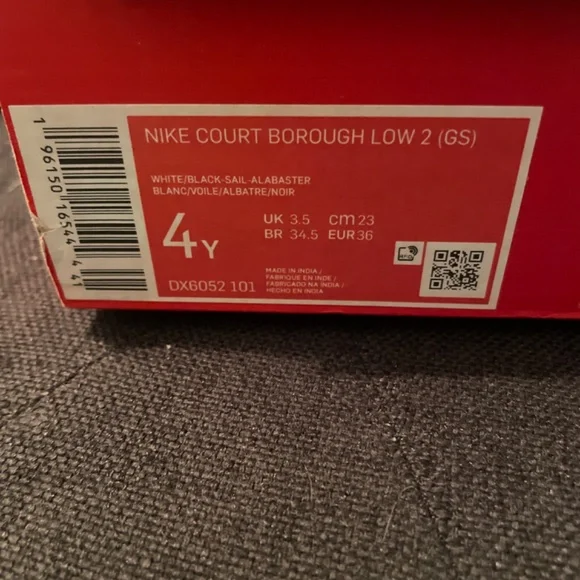 NIKE COURT BOROUGH LOW 2 (GS)
WHITE/BLACK-SAIL-ALABASTER
BLANC/VOILE/ALBATRE/NOIR
4Y
UK 3.5 cm 23
BR 34.5 EUR 36
DX6052 101
MADE IN INDIA /
FABRIQUE EN INDE /
FABRICADO NA ÍNDIA /
HECHO EN INDIA
1 96150 16544 41